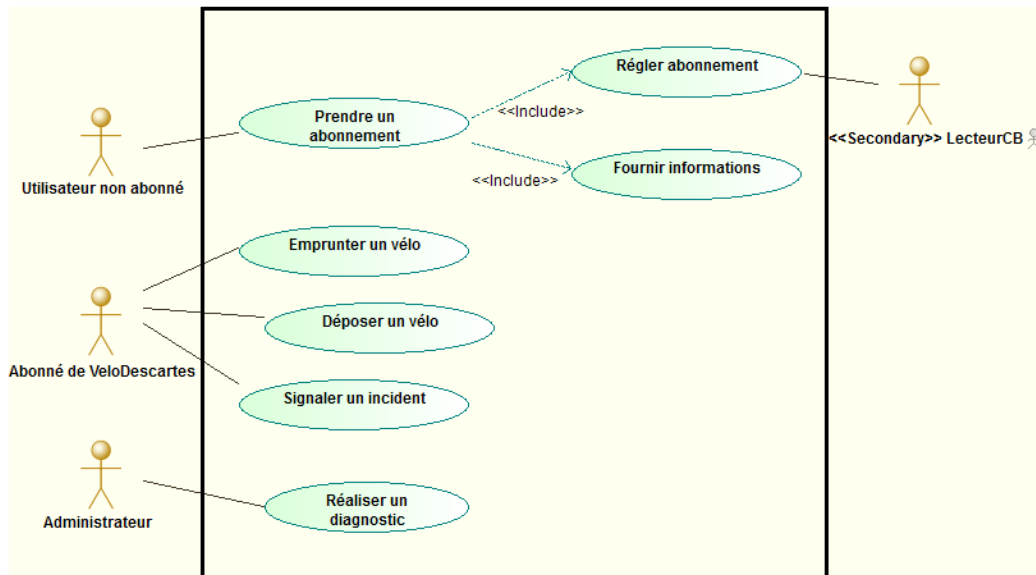 Régler abonnement
Prendre un
abonnement
<<Include>>
<<Secondary>> LecteurCB
Utilisateur non abonné
<<Include>>
Fournir informations
Emprunter un vélo
Déposer un vélo
Abonné de VeloDescartes
Signaler un incident
Réaliser un
diagnostic
Administrateur